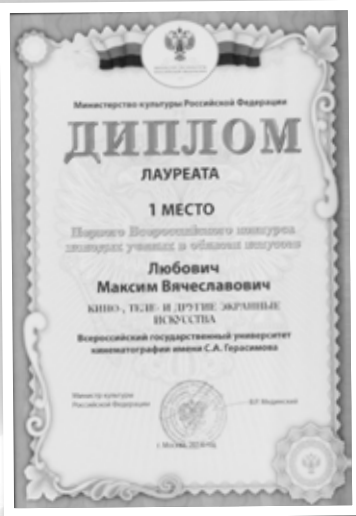 Министерство культуры Российской Федерации
ДИПЛОМ
ЛАУРЕАТА
1 МЕСТО
Первого Всероссийского конкурса
молодых ученых в области искусств
Любович
Максим Вячеславович
КИНО-, ТЕЛЕ- И ДРУГИЕ ЭКРАННЫЕ
ИСКУССТВА
Всероссийский государственный университет
кинематографии имени С.А. Герасимова
Министр культуры
Российской Федерации
В.Р. Мединский
г. Москва,